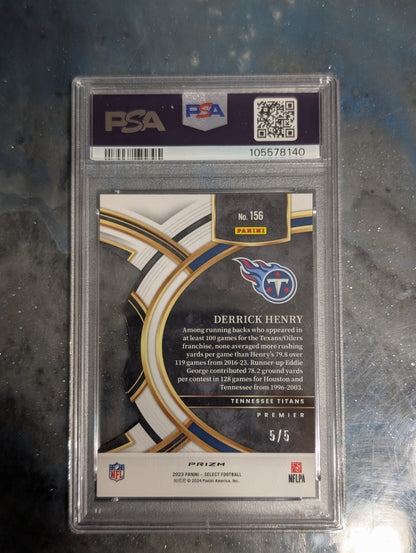 PSA
PSA
105578140
No. 156
PANINI
T
DERRICK HENRY
Among running backs who appeared in
at least 100 games for the Texans/Oilers
franchise, none averaged more rushing
yards per game than Henry's 79.8 over
119 games from 2016-23. Runner-up Eddie
George contributed 78.2 ground yards
per contest in 128 games for Houston and
Tennessee from 1996-2003.
TENNESSEE TITANS
PREMIER
5/5
PRIZM
NFL
2023 PANINI – SELECT FOOTBALL
© 2024 Panini America, Inc.
NFLPA